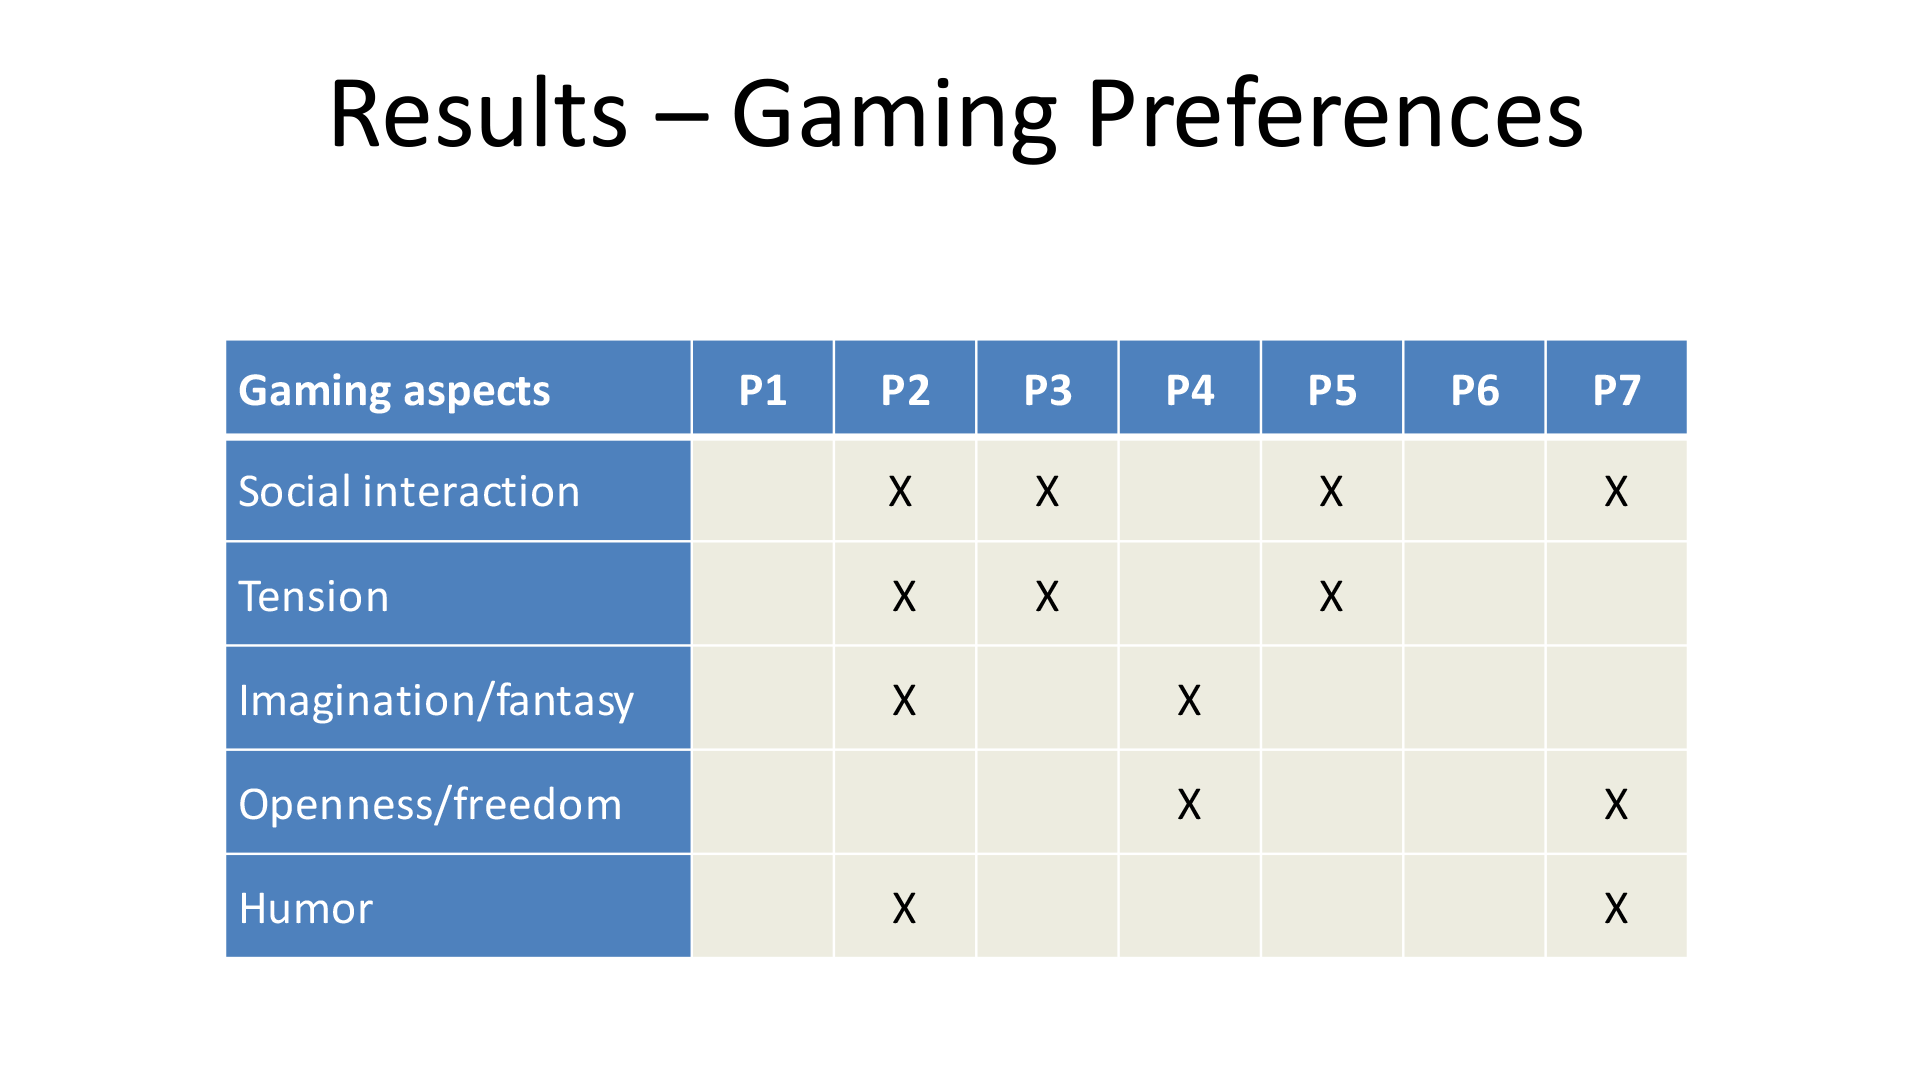 Results – Gaming Preferences
Gaming aspects P1 P2 P3 P4 P5 P6 P7
Social interaction X X X X
Tension X X X
Imagination/fantasy X X
Openness/freedom X X
Humor X X